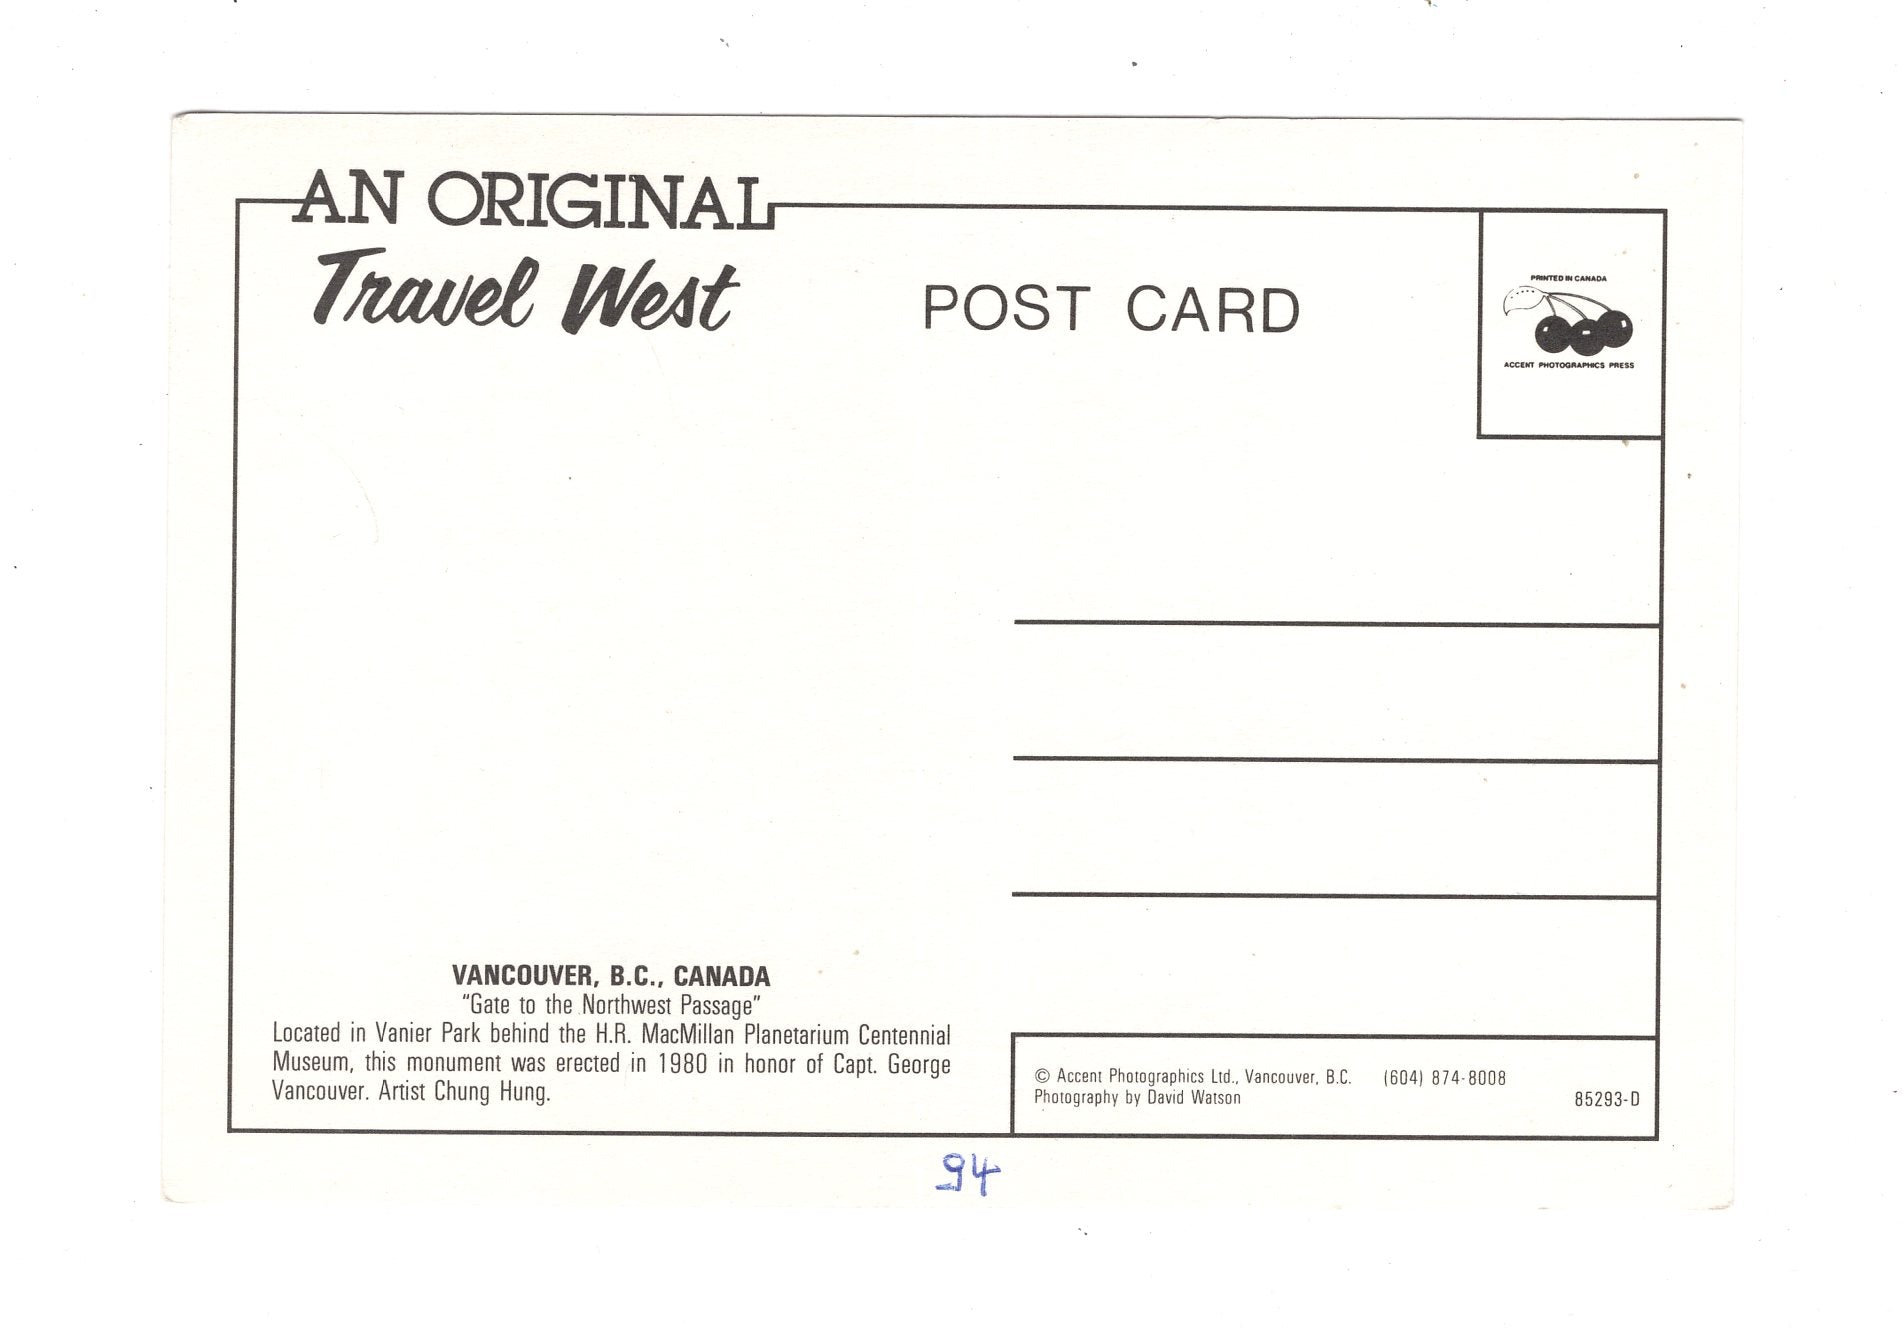 AN ORIGINAL
Travel West
POST CARD
PRINTED IN CANADA
ACCENT PHOTOGRAPHICS PRESS
VANCOUVER, B.C., CANADA
"Gate to the Northwest Passage"
Located in Vanier Park behind the H.R. MacMillan Planetarium Centennial
Museum, this monument was erected in 1980 in honor of Capt. George
Vancouver. Artist Chung Hung.
© Accent Photographics Ltd., Vancouver, B.C. (604) 874-8008
Photography by David Watson
85293-D
94